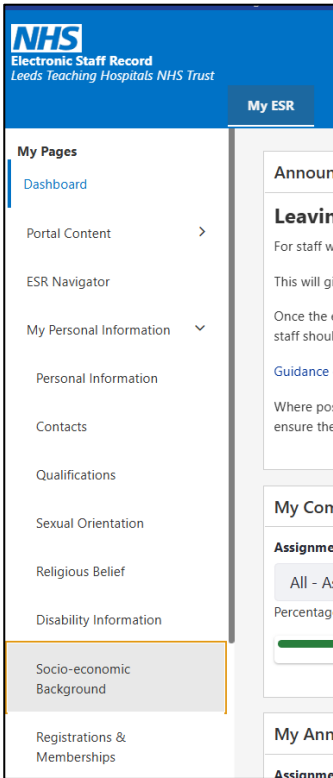 NHS
Electronic Staff Record
Leeds Teaching Hospitals NHS Trust
My ESR
My Pages
Dashboard
Portal Content
ESR Navigator
My Personal Information
Personal Information
Contacts
Qualifications
Sexual Orientation
Religious Belief
Disability Information
Socio-economic
Background
Registrations &
Memberships
Announ
Leavin
For staff w
This will gi
Once the e
staff shoul
Guidance
Where pos
ensure the
My Con
Assignme
All - As
Percentag
My Ann
Assignme